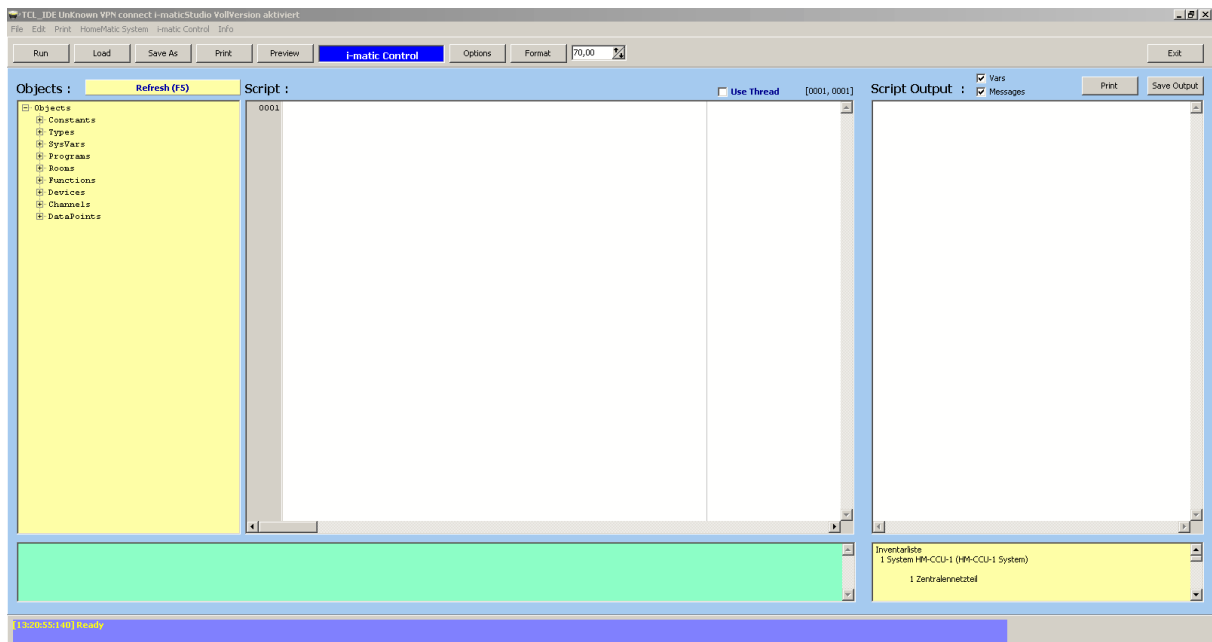 TCL_IDE UnKnown VPN connect i-maticStudio VollVersion aktiviert
File Edit Print HomeMatic System i-matic Control Info
Run Load Save As Print Preview i-matic Control Options Format 70,00 Exit
Objects : Refresh (F5) Script : Use Thread [0001, 0001] Script Output : Vars Messages Print Save Output
Objects
Constants
Types
SysVars
Programs
Rooms
Functions
Devices
Channels
DataPoints
0001
Inventarliste
1 System HM-CCU-1 (HM-CCU-1 System)
1 Zentralennetzteil
[13:20:55:140] Ready